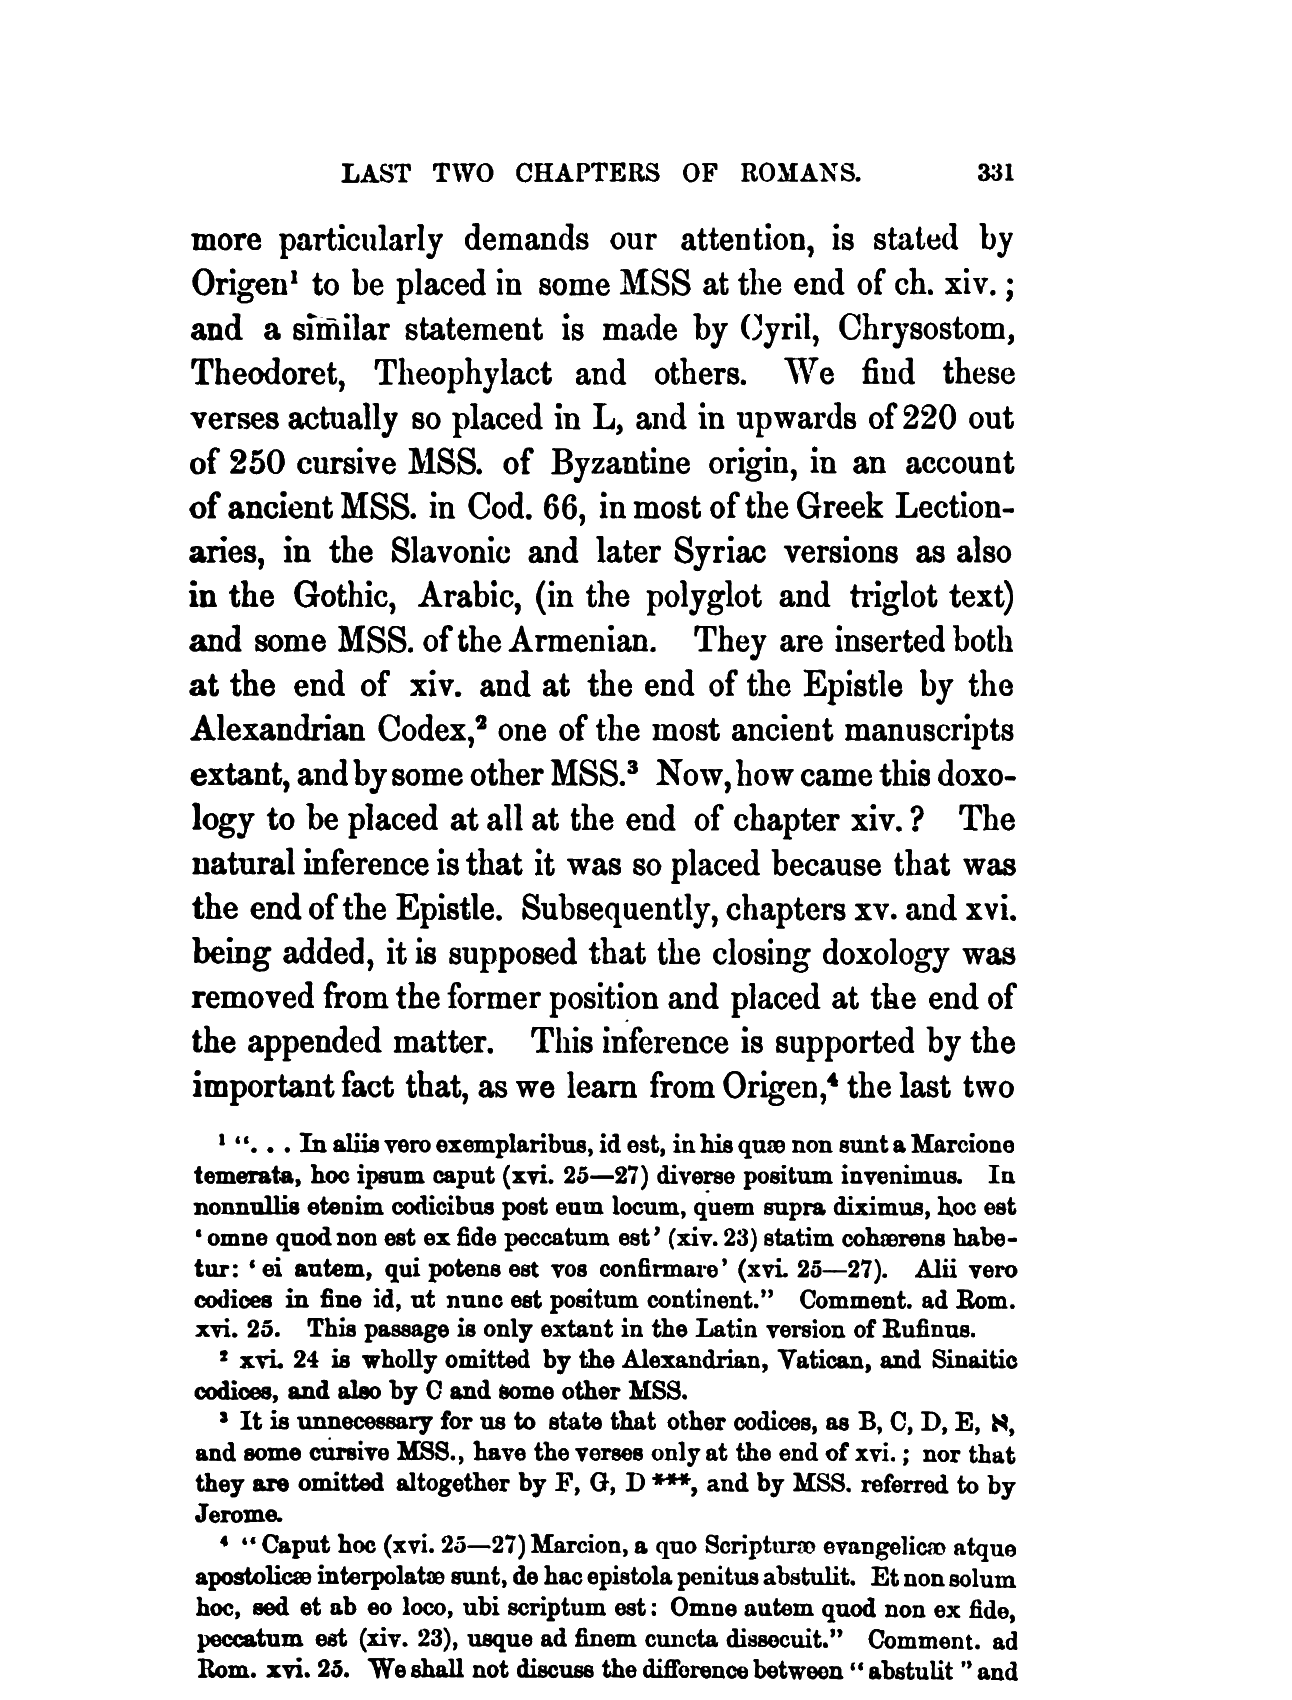 LAST TWO CHAPTERS OF ROMANS. 331
more particularly demands our attention, is stated by
Origen¹ to be placed in some MSS at the end of ch. xiv. ;
and a similar statement is made by Cyril, Chrysostom,
Theodoret, Theophylact and others. We find these
verses actually so placed in L, and in upwards of 220 out
of 250 cursive MSS. of Byzantine origin, in an account
of ancient MSS. in Cod. 66, in most of the Greek Lection-
aries, in the Slavonic and later Syriac versions as also
in the Gothic, Arabic, (in the polyglot and triglot text)
and some MSS. of the Armenian. They are inserted both
at the end of xiv. and at the end of the Epistle by the
Alexandrian Codex,² one of the most ancient manuscripts
extant, and by some other MSS.³ Now, how came this doxo-
logy to be placed at all at the end of chapter xiv. ? The
natural inference is that it was so placed because that was
the end of the Epistle. Subsequently, chapters xv. and xvi.
being added, it is supposed that the closing doxology was
removed from the former position and placed at the end of
the appended matter. This inference is supported by the
important fact that, as we learn from Origen,⁴ the last two
¹ “. . . In aliis vero exemplaribus, id est, in his quæ non sunt a Marcione
temerata, hoc ipsum caput (xvi. 25—27) diverse positum invenimus. In
nonnullis etenim codicibus post eum locum, quem supra diximus, hoc est
‘ omne quod non est ex fide peccatum est’ (xiv. 23) statim cohærens habe-
tur: ‘ ei autem, qui potens est vos confirmare’ (xvi. 25—27). Alii vero
codices in fine id, ut nunc est positum continent.” Comment. ad Rom.
xvi. 25. This passage is only extant in the Latin version of Rufinus.
² xvi. 24 is wholly omitted by the Alexandrian, Vatican, and Sinaitic
codices, and also by C and some other MSS.
³ It is unnecessary for us to state that other codices, as B, C, D, E, ℵ,
and some cursive MSS., have the verses only at the end of xvi. ; nor that
they are omitted altogether by F, G, D ***, and by MSS. referred to by
Jerome.
⁴ “ Caput hoc (xvi. 25—27) Marcion, a quo Scripturæ evangelicæ atque
apostolicæ interpolatæ sunt, de hac epistola penitus abstulit. Et non solum
hoc, sed et ab eo loco, ubi scriptum est: Omne autem quod non ex fide,
peccatum est (xiv. 23), usque ad finem cuncta dissecuit.” Comment. ad
Rom. xvi. 25. We shall not discuss the difference between “ abstulit ” and